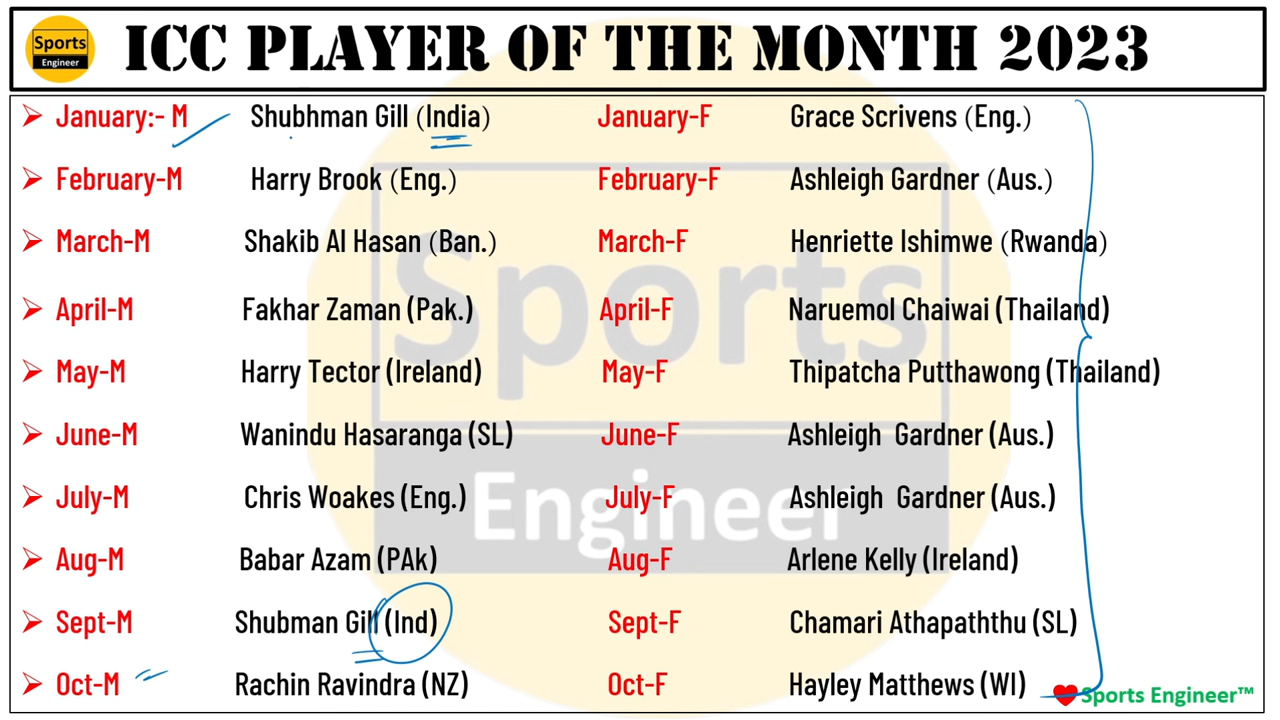 Sports
Engineer
ICC PLAYER OF THE MONTH 2023
January:- M Shubhman Gill (India) January-F Grace Scrivens (Eng.)
February-M Harry Brook (Eng.) February-F Ashleigh Gardner (Aus.)
March-M Shakib Al Hasan (Ban.) March-F Henriette Ishimwe (Rwanda)
April-M Fakhar Zaman (Pak.) April-F Naruemol Chaiwai (Thailand)
May-M Harry Tector (Ireland) May-F Thipatcha Putthawong (Thailand)
June-M Wanindu Hasaranga (SL) June-F Ashleigh Gardner (Aus.)
July-M Chris Woakes (Eng.) July-F Ashleigh Gardner (Aus.)
Aug-M Babar Azam (PAk) Aug-F Arlene Kelly (Ireland)
Sept-M Shubman Gill (Ind) Sept-F Chamari Athapaththu (SL)
Oct-M Rachin Ravindra (NZ) Oct-F Hayley Matthews (WI)
Sports Engineer™
Sports
Engineer